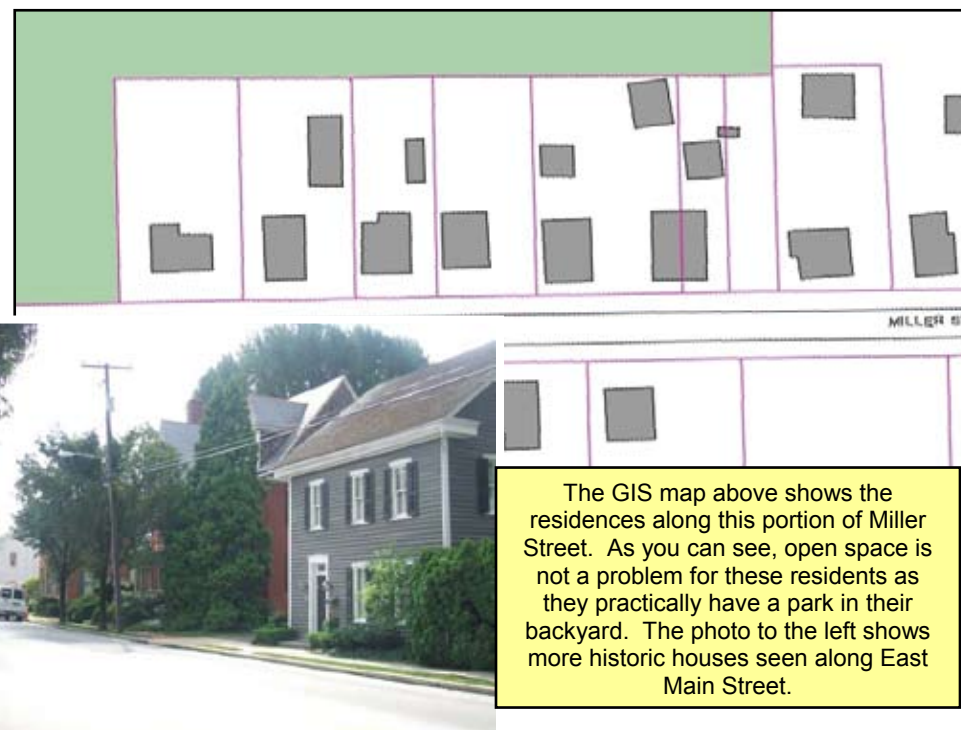 MILLER
The GIS map above shows the
residences along this portion of Miller
Street. As you can see, open space is
not a problem for these residents as
they practically have a park in their
backyard. The photo to the left shows
more historic houses seen along East
Main Street.